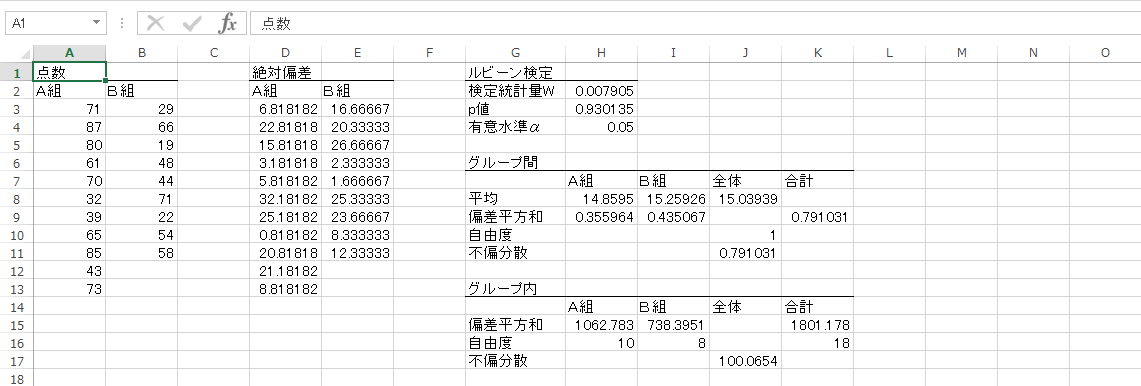 A1 fx 点数
A B C D E F G H I J K L M N O
1 点数 絶対偏差 ルビーン検定
2 A組 B組 A組 B組 検定統計量W 0.007905
3 71 29 6.818182 16.66667 p値 0.930135
4 87 66 22.81818 20.33333 有意水準α 0.05
5 80 19 15.81818 26.66667
6 61 48 3.181818 2.333333 グループ間
7 70 44 5.818182 1.666667 A組 B組 全体 合計
8 32 71 32.18182 25.33333 平均 14.8595 15.25926 15.03939
9 39 22 25.18182 23.66667 偏差平方和 0.355964 0.435067 0.791031
10 65 54 0.818182 8.333333 自由度 1
11 85 58 20.81818 12.33333 不偏分散 0.791031
12 43 21.18182
13 73 8.818182 グループ内
14 A組 B組 全体 合計
15 偏差平方和 1062.783 738.3951 1801.178
16 自由度 10 8 18
17 不偏分散 100.0654
18